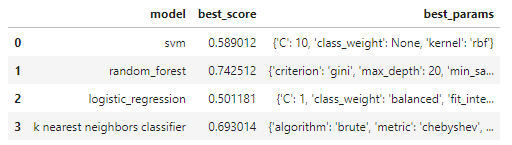 model best_score best_params
0 svm 0.589012 {'C': 10, 'class_weight': None, 'kernel': 'rbf'}
1 random_forest 0.742512 {'criterion': 'gini', 'max_depth': 20, 'min_sa...
2 logistic_regression 0.501181 {'C': 1, 'class_weight': 'balanced', 'fit_inte...
3 k nearest neighbors classifier 0.693014 {'algorithm': 'brute', 'metric': 'chebyshev', ...